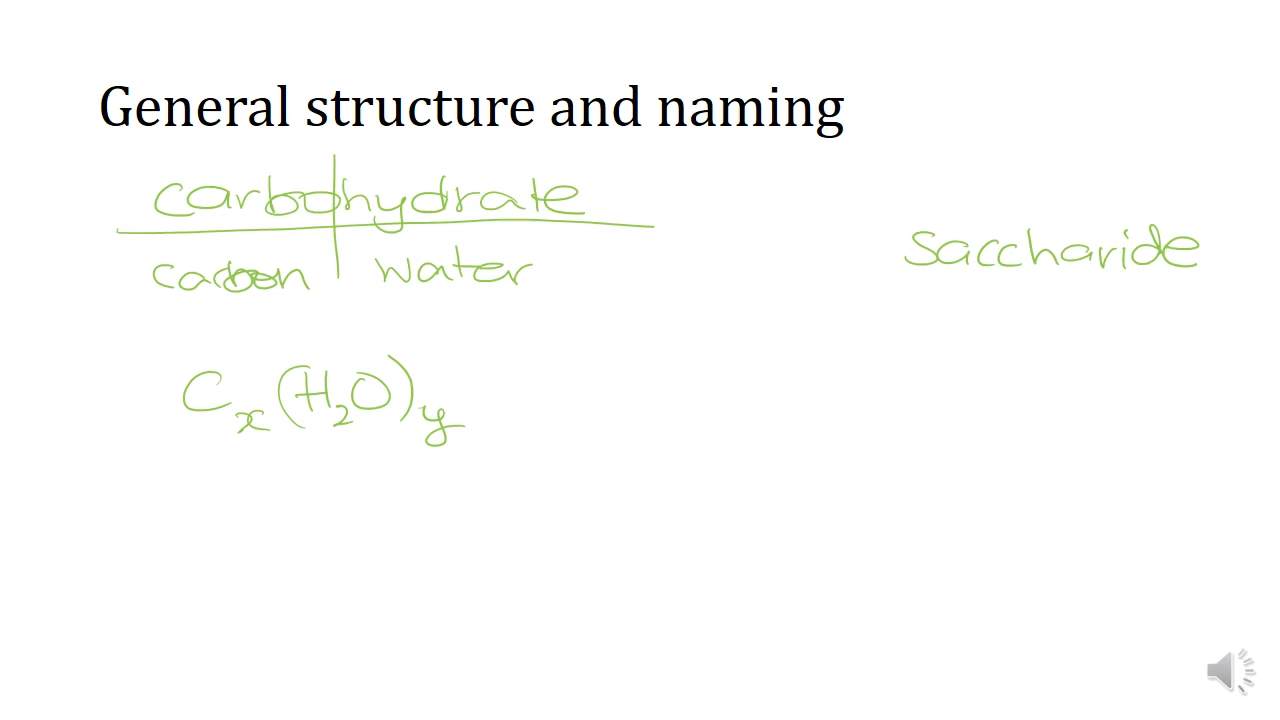 General structure and naming
carbohydrate
carbon water
Saccharide
Cₓ(H₂O)y